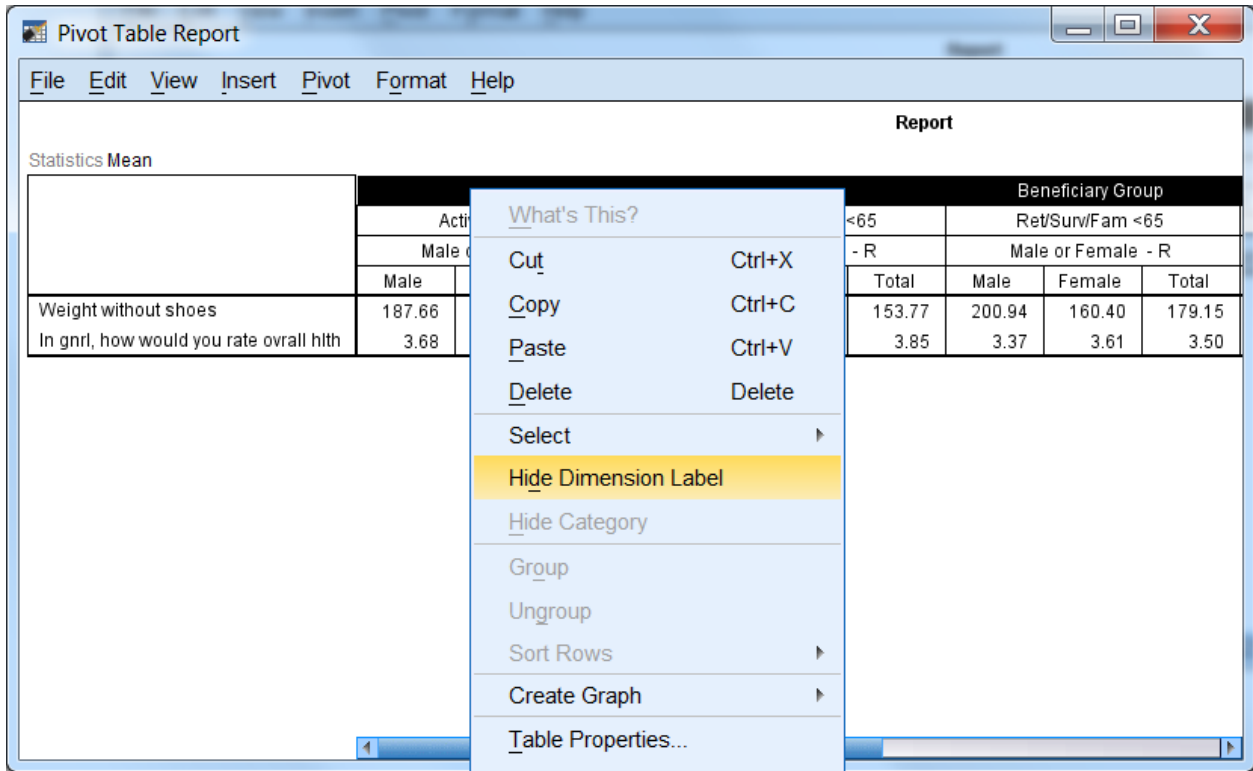 Pivot Table Report
File Edit View Insert Pivot Format Help
Report
Statistics Mean
Beneficiary Group
<65 Ret/Surv/Fam <65
Male - R Male or Female - R
Male Total Male Female Total
Weight without shoes 187.66 153.77 200.94 160.40 179.15
In gnrl, how would you rate ovrall hlth 3.68 3.85 3.37 3.61 3.50
What's This?
Cut Ctrl+X
Copy Ctrl+C
Paste Ctrl+V
Delete Delete
Select
Hide Dimension Label
Hide Category
Group
Ungroup
Sort Rows
Create Graph
Table Properties...